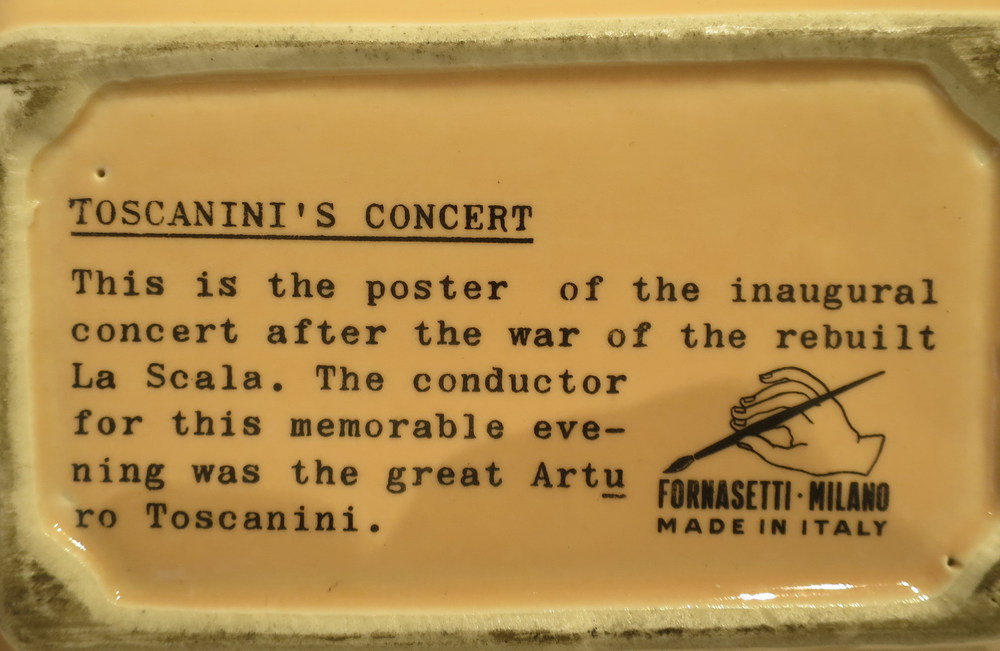 TOSCANINI'S CONCERT
This is the poster of the inaugural
concert after the war of the rebuilt
La Scala. The conductor
for this memorable eve-
ning was the great Artu
ro Toscanini.
FORNASETTI·MILANO
MADE IN ITALY